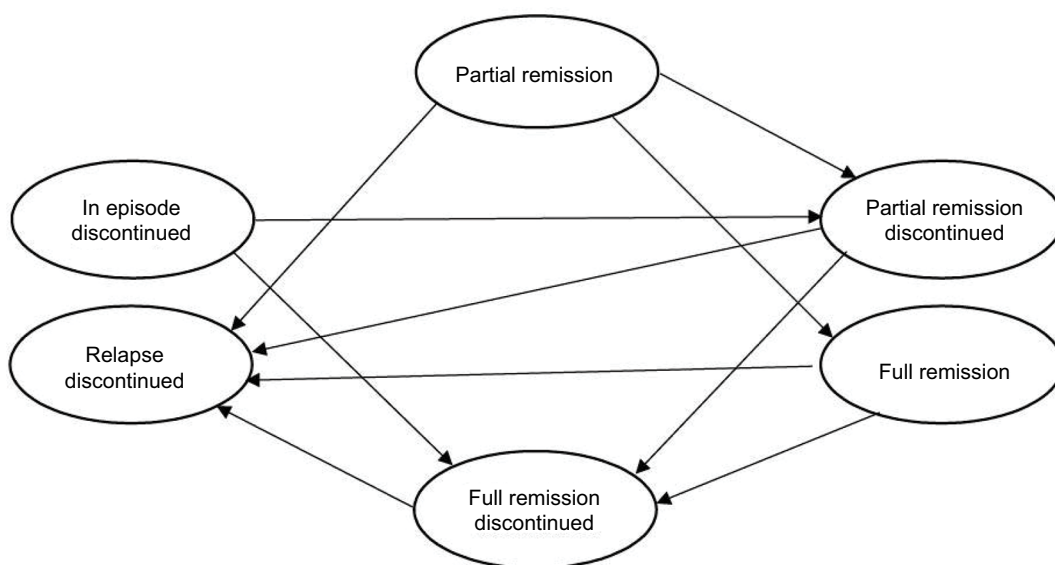 Partial remission
In episode
discontinued
Partial remission
discontinued
Relapse
discontinued
Full remission
Full remission
discontinued